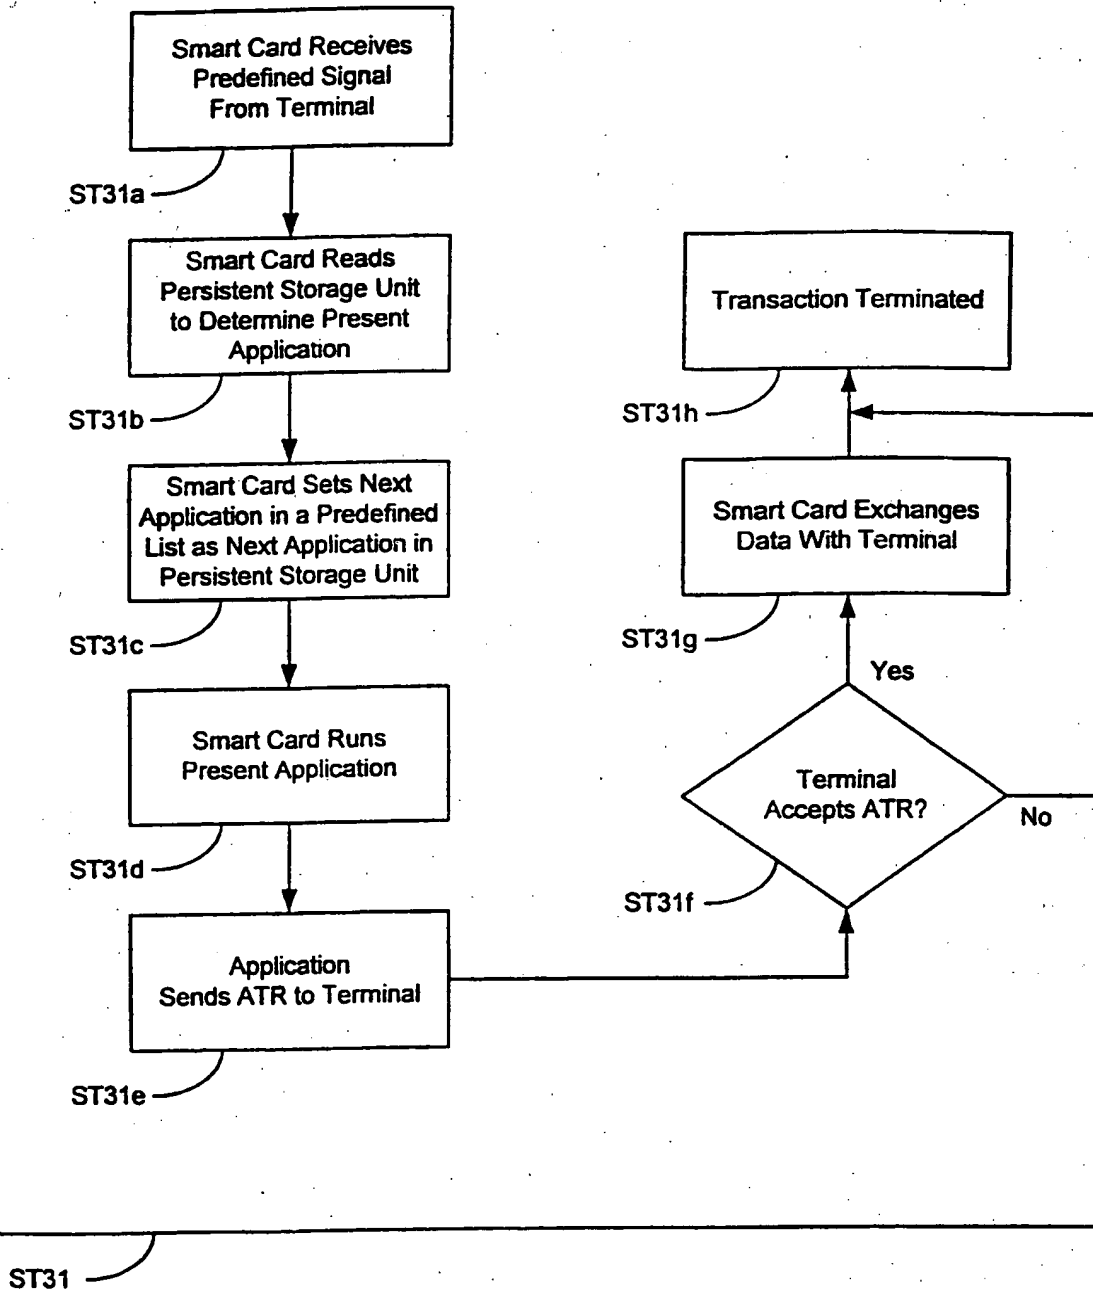 Smart Card Receives
Predefined Signal
From Terminal
ST31a
Smart Card Reads
Persistent Storage Unit
to Determine Present
Application
ST31b
Smart Card Sets Next
Application in a Predefined
List as Next Application in
Persistent Storage Unit
ST31c
Smart Card Runs
Present Application
ST31d
Application
Sends ATR to Terminal
ST31e
Transaction Terminated
ST31h
Smart Card Exchanges
Data With Terminal
ST31g
Yes
Terminal
Accepts ATR?
No
ST31f
ST31